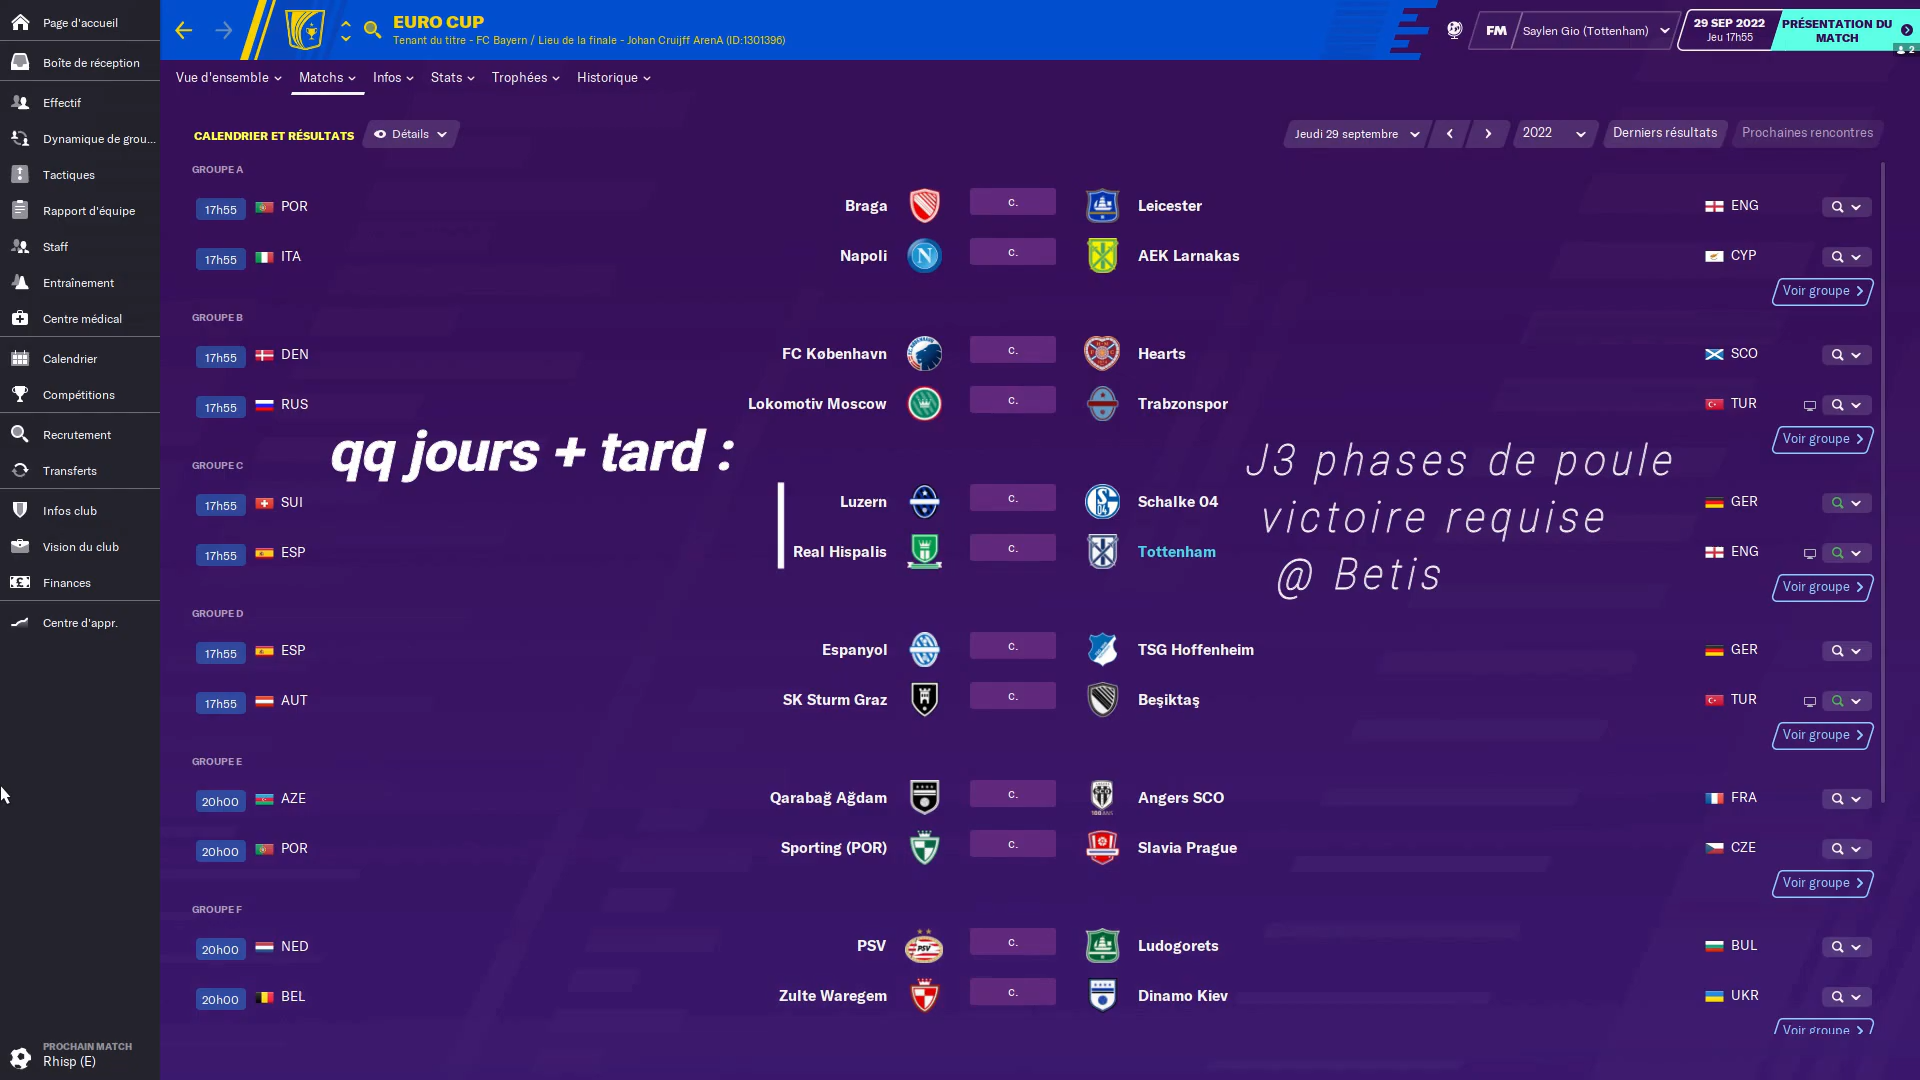 Page d'accueil
EURO CUP
Tenant du titre - FC Bayern / Lieu de la finale - Johan Cruijff ArenA (ID:1301396)
FM Saylen Gio (Tottenham)
29 SEP 2022
Jeu 17h55
PRÉSENTATION DU
MATCH
2
Boîte de réception
Vue d'ensemble Matchs Infos Stats Trophées Historique
Effectif
Dynamique de grou...
Tactiques
Rapport d'équipe
Staff
Entraînement
Centre médical
Calendrier
Compétitions
Recrutement
Transferts
Infos club
Vision du club
Finances
Centre d'appr.
PROCHAIN MATCH
Rhisp (E)
CALENDRIER ET RÉSULTATS Détails
Jeudi 29 septembre 2022 Derniers résultats Prochaines rencontres
GROUPE A
17h55 POR Braga c. Leicester ENG
17h55 ITA Napoli N c. AEK Larnakas CYP
Voir groupe
GROUPE B
17h55 DEN FC København c. Hearts SCO
17h55 RUS Lokomotiv Moscow c. Trabzonspor TUR
Voir groupe
qq jours + tard :
J3 phases de poule
victoire requise
@ Betis
GROUPE C
17h55 SUI Luzern c. S 04 Schalke 04 GER
17h55 ESP Real Hispalis c. Tottenham ENG
Voir groupe
GROUPE D
17h55 ESP Espanyol c. TSG Hoffenheim GER
17h55 AUT SK Sturm Graz c. Beşiktaş TUR
Voir groupe
GROUPE E
20h00 AZE Qarabağ Ağdam c. SCO Angers SCO FRA
20h00 POR Sporting (POR) c. Slavia Prague CZE
Voir groupe
GROUPE F
20h00 NED PSV PSV c. Ludogorets BUL
20h00 BEL Zulte Waregem c. Dinamo Kiev UKR
Voir groupe